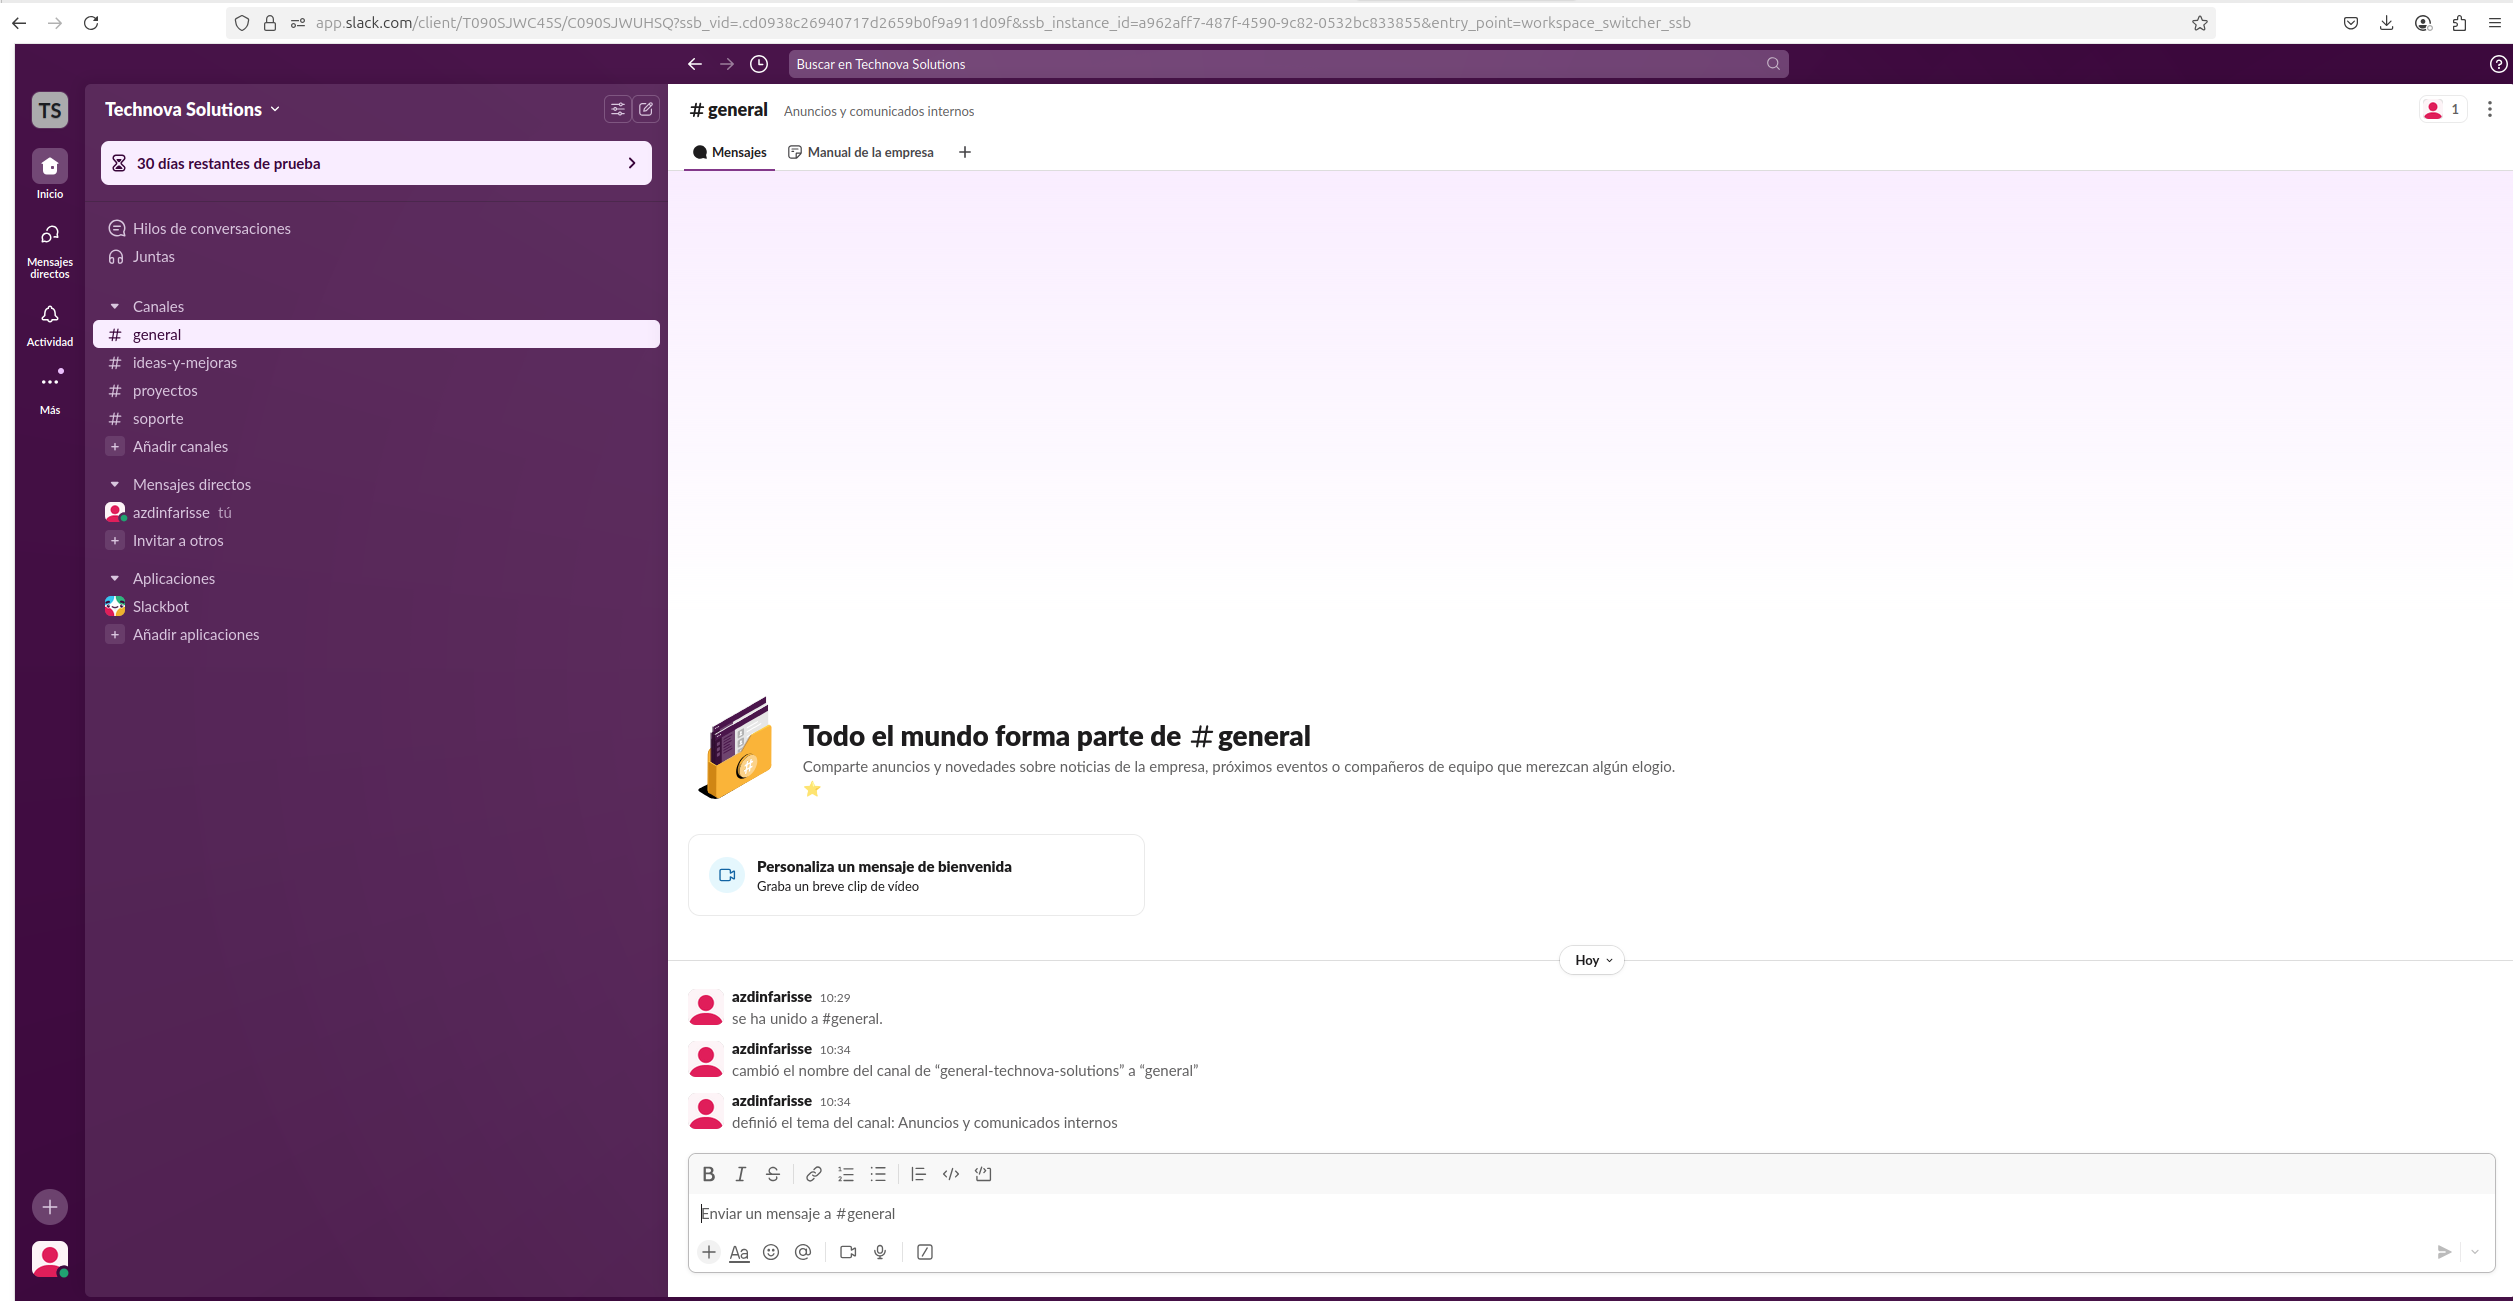 app.slack.com/client/T090SJWC45S/C090SJWUHSQ?ssb_vid=.cd0938c26940717d2659b0f9a911d09f&ssb_instance_id=a962aff7-487f-4590-9c82-0532bc833855&entry_point=workspace_switcher_ssb
Buscar en Technova Solutions
TS
Inicio
Mensajes
directos
Actividad
Más
Technova Solutions
30 días restantes de prueba
Hilos de conversaciones
Juntas
Canales
# general
# ideas-y-mejoras
# proyectos
# soporte
+ Añadir canales
Mensajes directos
azdinfarisse tú
+ Invitar a otros
Aplicaciones
Slackbot
+ Añadir aplicaciones
# general Anuncios y comunicados internos
1
Mensajes Manual de la empresa +
Todo el mundo forma parte de # general
Comparte anuncios y novedades sobre noticias de la empresa, próximos eventos o compañeros de equipo que merezcan algún elogio.
Personaliza un mensaje de bienvenida
Graba un breve clip de vídeo
Hoy
azdinfarisse 10:29
se ha unido a #general.
azdinfarisse 10:34
cambió el nombre del canal de “general-technova-solutions” a “general”
azdinfarisse 10:34
definió el tema del canal: Anuncios y comunicados internos
B I S
Enviar un mensaje a #general
+ Aa @